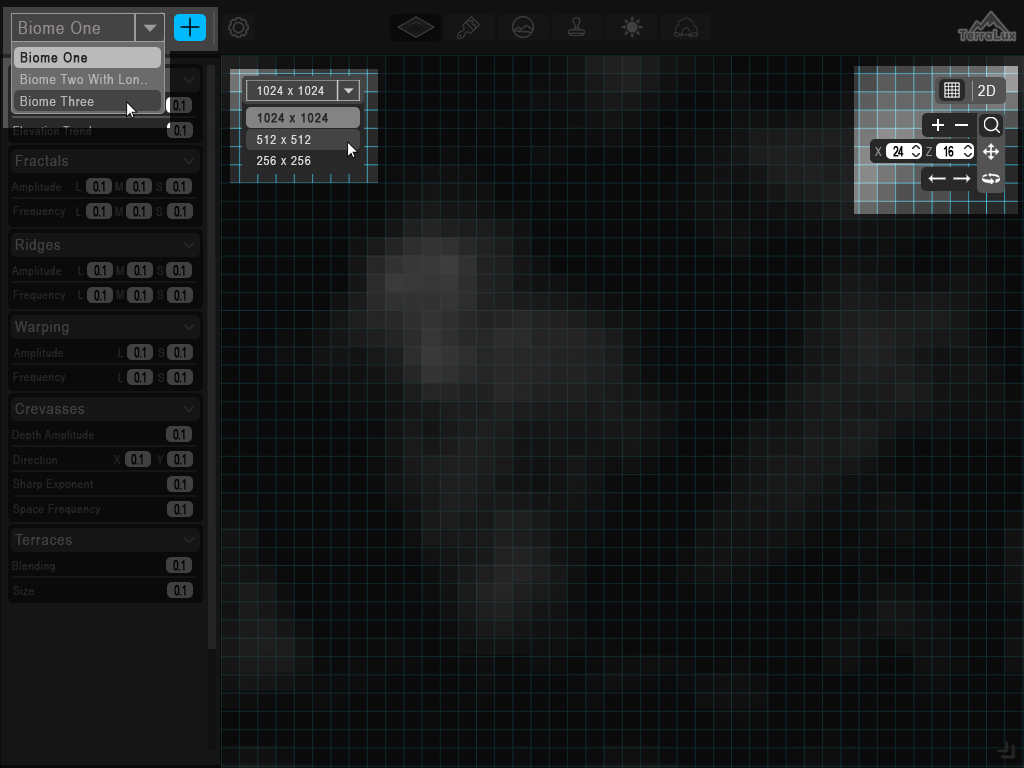 Biome One
Biome One
Biome Two With Lon..
Biome Three
0.1
Elevation Trend 0.1
Fractals
Amplitude L 0.1 M 0.1 S 0.1
Frequency L 0.1 M 0.1 S 0.1
Ridges
Amplitude L 0.1 M 0.1 S 0.1
Frequency L 0.1 M 0.1 S 0.1
Warping
Amplitude L 0.1 S 0.1
Frequency L 0.1 S 0.1
Crevasses
Depth Amplitude 0.1
Direction X 0.1 Y 0.1
Sharp Exponent 0.1
Space Frequency 0.1
Terraces
Blending 0.1
Size 0.1
1024 x 1024
1024 x 1024
512 x 512
256 x 256
TerraLux
2D
X 24 Z 16